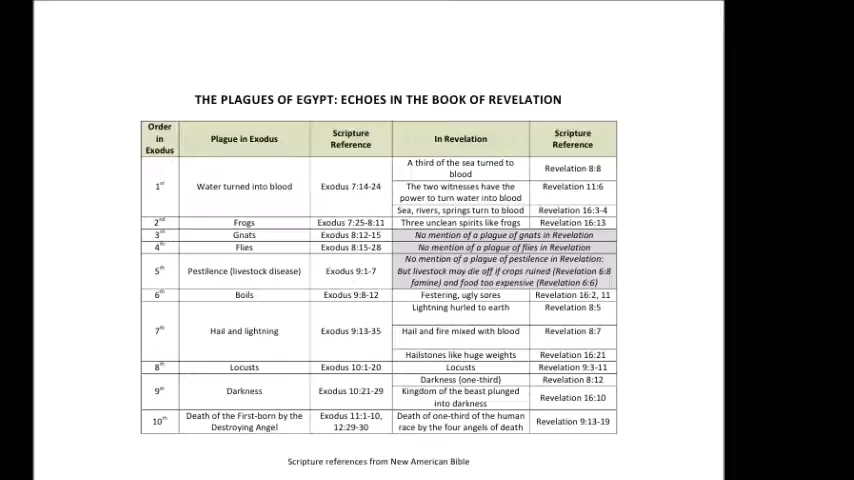 THE PLAGUES OF EGYPT: ECHOES IN THE BOOK OF REVELATION
Order in Exodus Plague in Exodus Scripture Reference In Revelation Scripture Reference
1st Water turned into blood Exodus 7:14-24 A third of the sea turned to blood Revelation 8:8
The two witnesses have the power to turn water into blood Revelation 11:6
Sea, rivers, springs turn to blood Revelation 16:3-4
2nd Frogs Exodus 7:25-8:11 Three unclean spirits like frogs Revelation 16:13
3rd Gnats Exodus 8:12-15 No mention of a plague of gnats in Revelation
4th Flies Exodus 8:15-28 No mention of a plague of flies in Revelation
5th Pestilence (livestock disease) Exodus 9:1-7 No mention of a plague of pestilence in Revelation: But livestock may die off if crops ruined (Revelation 6:8 famine) and food too expensive (Revelation 6:6)
6th Boils Exodus 9:8-12 Festering, ugly sores Revelation 16:2, 11
7th Hail and lightning Exodus 9:13-35 Lightning hurled to earth Revelation 8:5
Hail and fire mixed with blood Revelation 8:7
Hailstones like huge weights Revelation 16:21
8th Locusts Exodus 10:1-20 Locusts Revelation 9:3-11
9th Darkness Exodus 10:21-29 Darkness (one-third) Revelation 8:12
Kingdom of the beast plunged into darkness Revelation 16:10
10th Death of the First-born by the Destroying Angel Exodus 11:1-10, 12:29-30 Death of one-third of the human race by the four angels of death Revelation 9:13-19
Scripture references from New American Bible